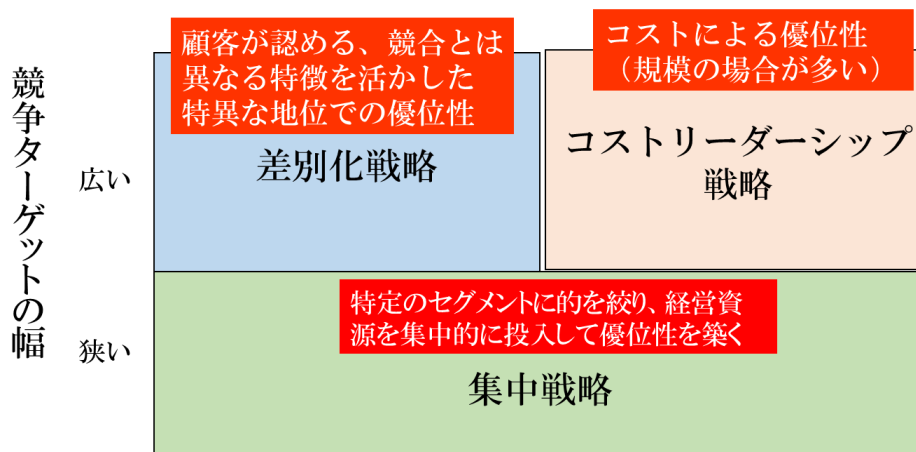 競争ターゲットの幅
広い
狭い
顧客が認める、競合とは
異なる特徴を活かした
特異な地位での優位性
差別化戦略
コストによる優位性
（規模の場合が多い）
コストリーダーシップ
戦略
特定のセグメントに的を絞り、経営資
源を集中的に投入して優位性を築く
集中戦略